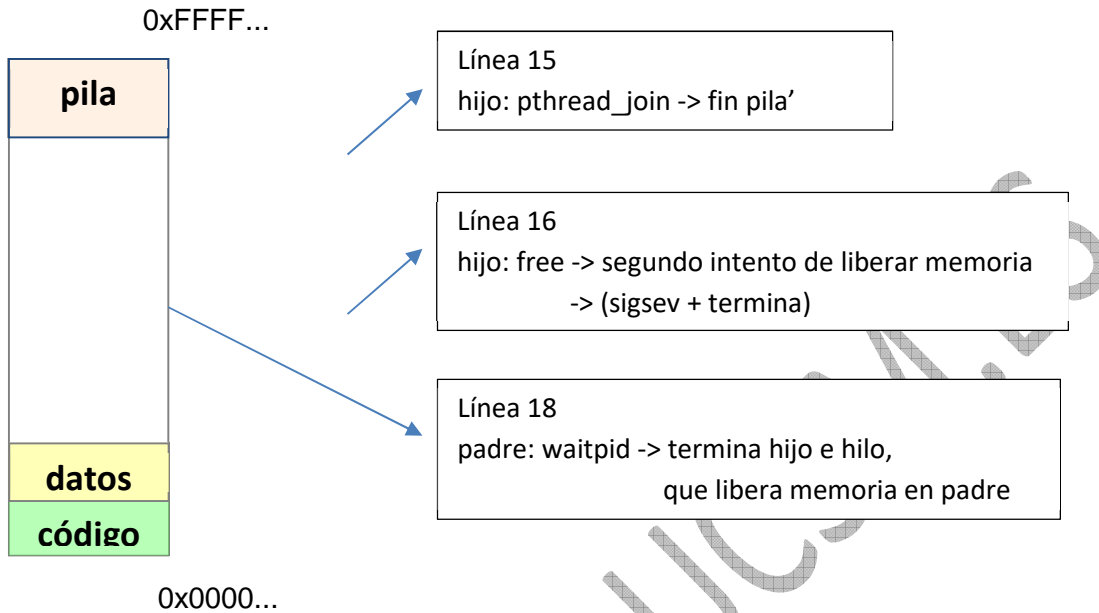 0xFFFF...
pila
datos
código
0x0000...
Línea 15
hijo: pthread_join -> fin pila’
Línea 16
hijo: free -> segundo intento de liberar memoria
-> (sigsev + termina)
Línea 18
padre: waitpid -> termina hijo e hilo,
que libera memoria en padre